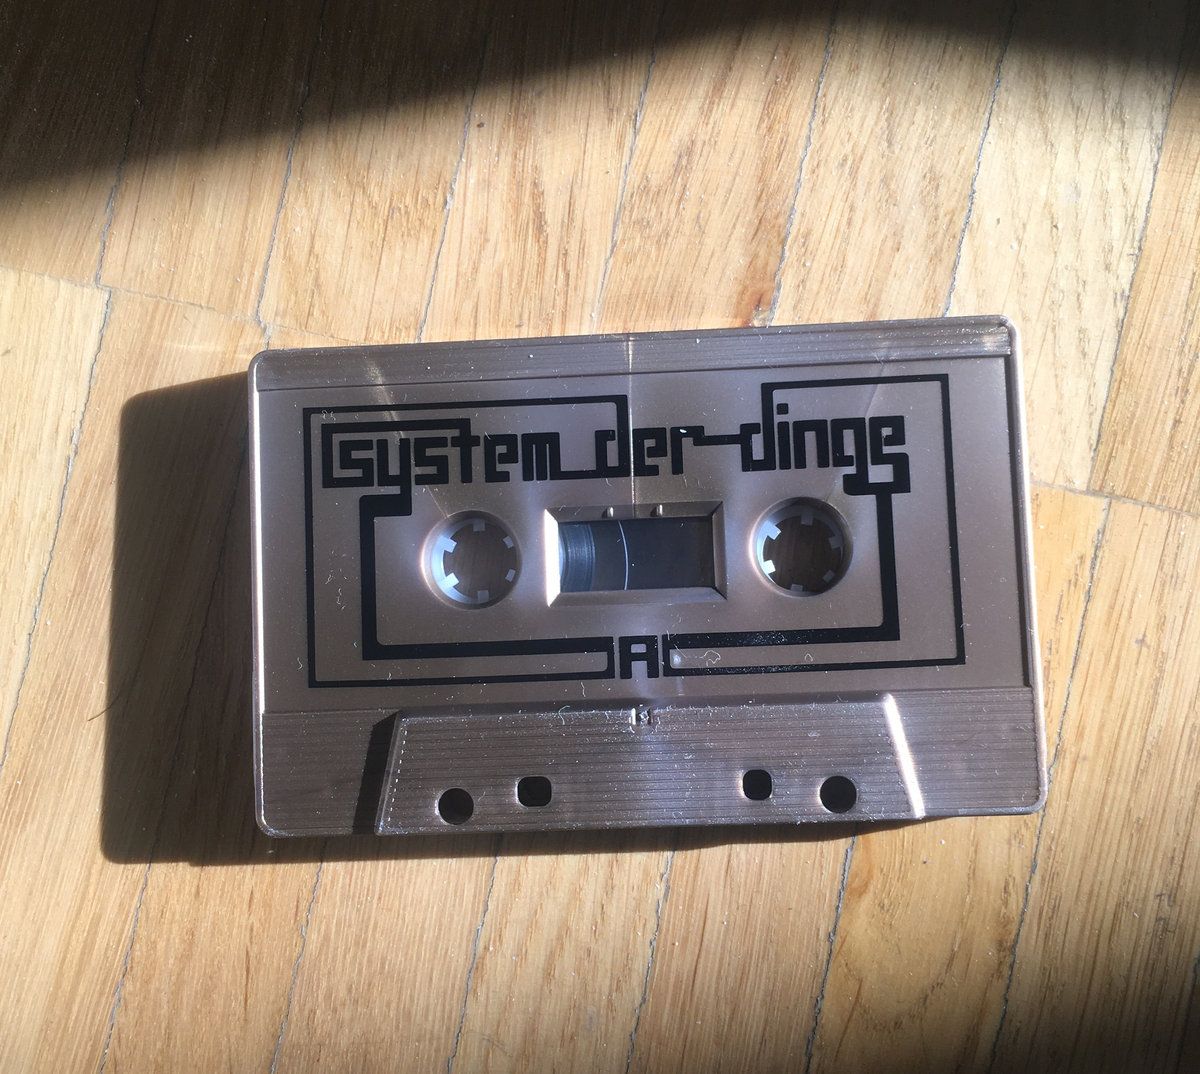 system der dinge
A